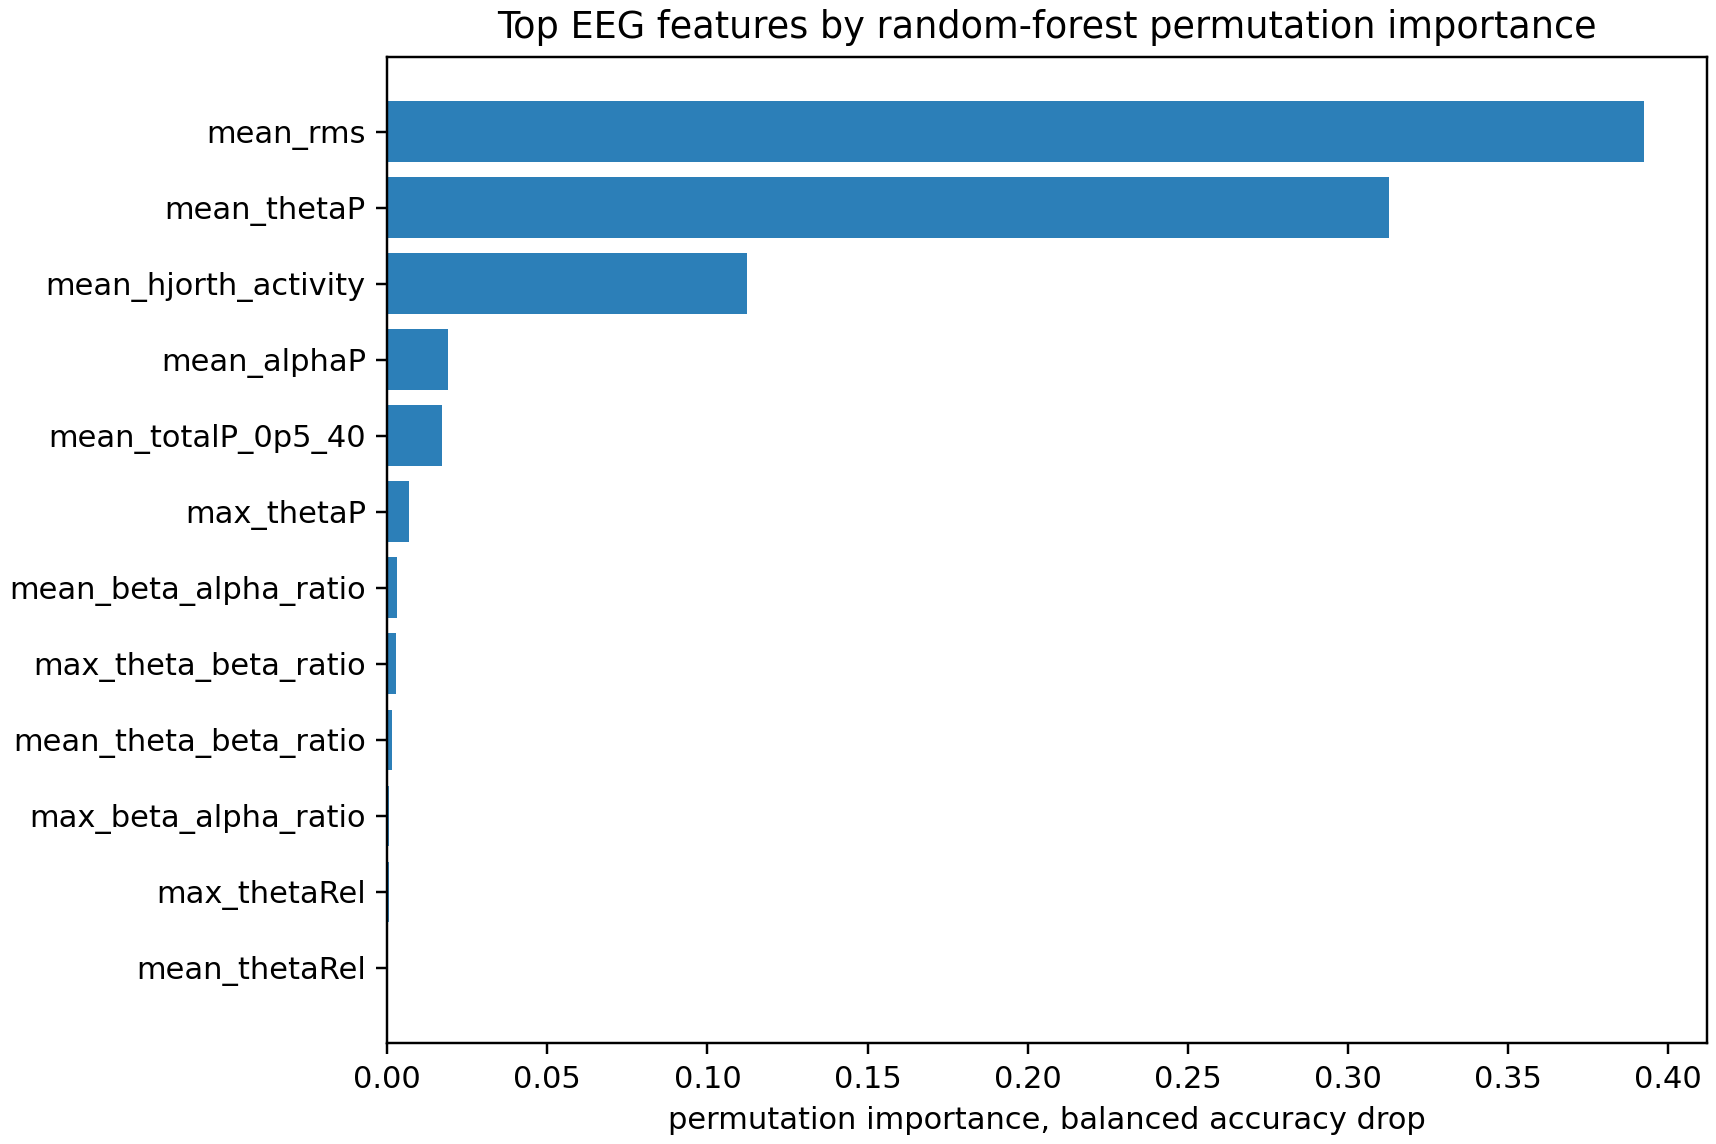 Top EEG features by random-forest permutation importance
mean_rms
mean_thetaP
mean_hjorth_activity
mean_alphaP
mean_totalP_0p5_40
max_thetaP
mean_beta_alpha_ratio
max_theta_beta_ratio
mean_theta_beta_ratio
max_beta_alpha_ratio
max_thetaRel
mean_thetaRel
0.00 0.05 0.10 0.15 0.20 0.25 0.30 0.35 0.40
permutation importance, balanced accuracy drop